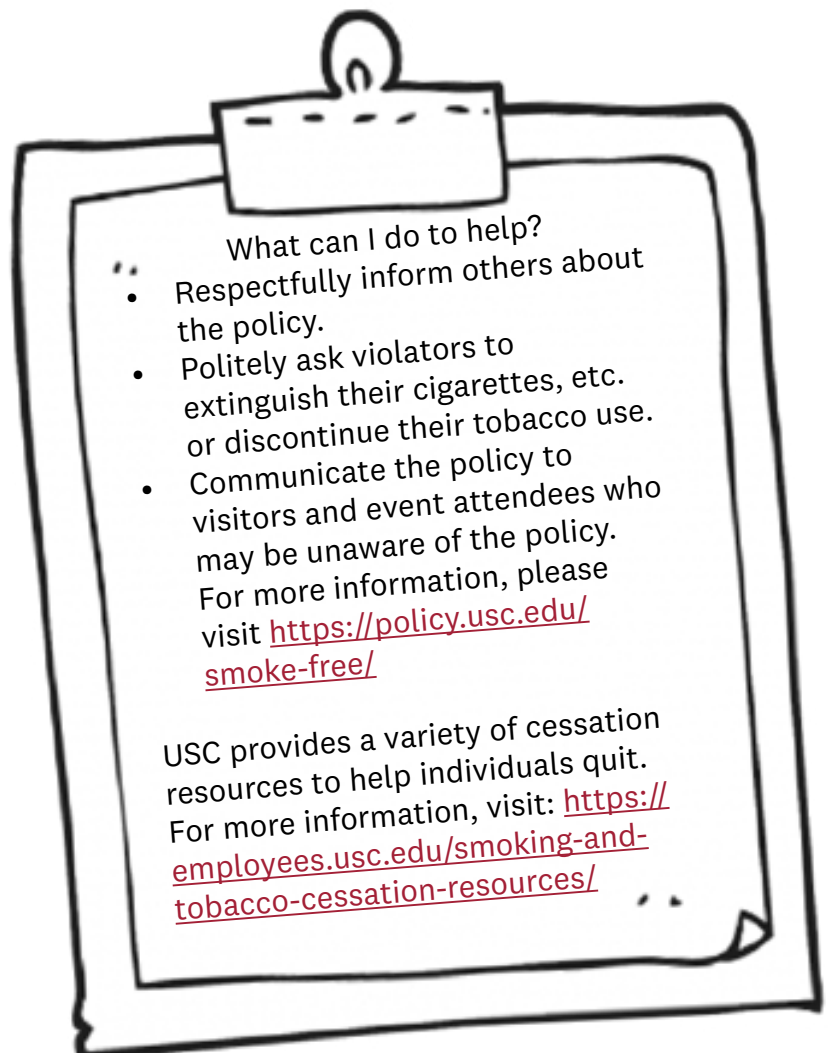 What can I do to help?
• Respectfully inform others about
the policy.
• Politely ask violators to
extinguish their cigarettes, etc.
or discontinue their tobacco use.
• Communicate the policy to
visitors and event attendees who
may be unaware of the policy.
For more information, please
visit https://policy.usc.edu/
smoke-free/
USC provides a variety of cessation
resources to help individuals quit.
For more information, visit: https://
employees.usc.edu/smoking-and-
tobacco-cessation-resources/